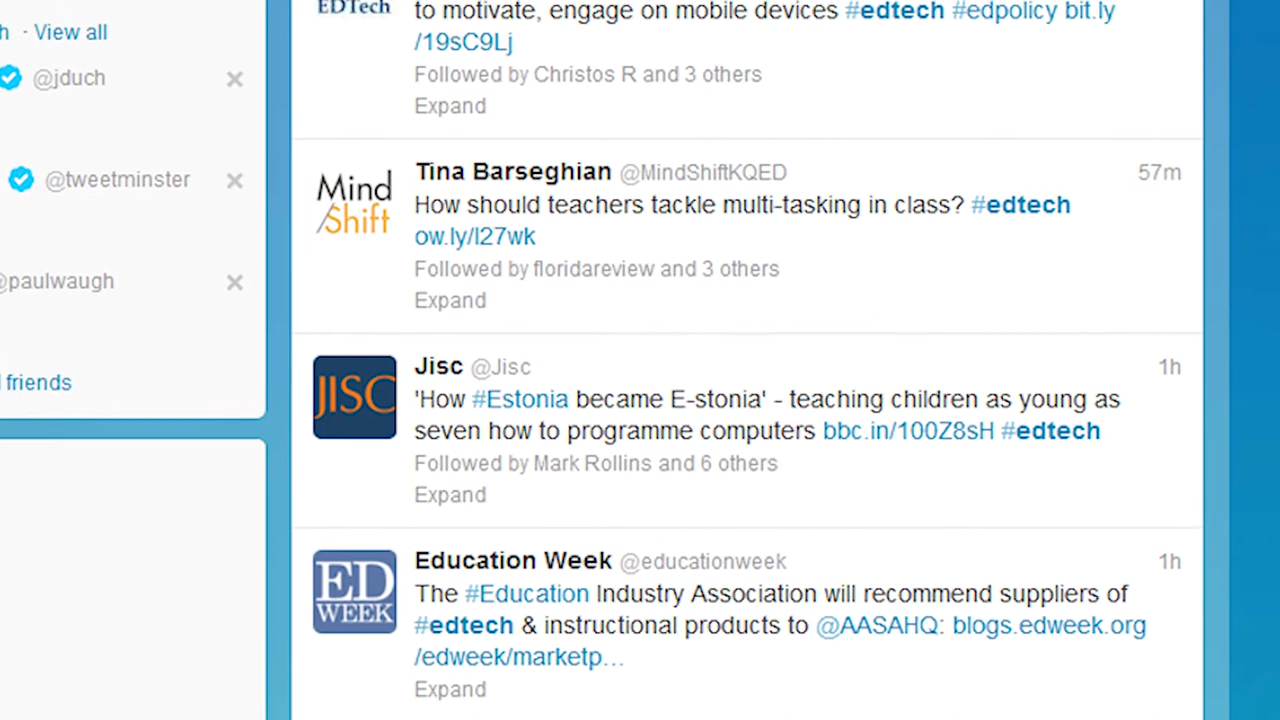 h · View all
@jduch
@tweetminster
@paulwaugh
friends
EDTech
to motivate, engage on mobile devices #edtech #edpolicy bit.ly
/19sC9Lj
Followed by Christos R and 3 others
Expand
Mind
/Shift
Tina Barseghian @MindShiftKQED 57m
How should teachers tackle multi-tasking in class? #edtech
ow.ly/l27wk
Followed by floridareview and 3 others
Expand
JISC
Jisc @Jisc 1h
'How #Estonia became E-stonia' - teaching children as young as
seven how to programme computers bbc.in/100Z8sH #edtech
Followed by Mark Rollins and 6 others
Expand
ED
WEEK
Education Week @educationweek 1h
The #Education Industry Association will recommend suppliers of
#edtech & instructional products to @AASAHQ: blogs.edweek.org
/edweek/marketp…
Expand